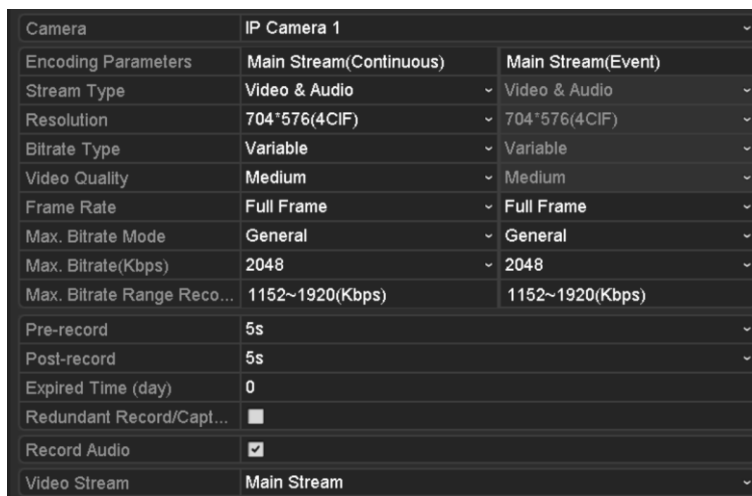 Camera IP Camera 1
Encoding Parameters Main Stream(Continuous) Main Stream(Event)
Stream Type Video & Audio Video & Audio
Resolution 704*576(4CIF) 704*576(4CIF)
Bitrate Type Variable Variable
Video Quality Medium Medium
Frame Rate Full Frame Full Frame
Max. Bitrate Mode General General
Max. Bitrate(Kbps) 2048 2048
Max. Bitrate Range Reco... 1152~1920(Kbps) 1152~1920(Kbps)
Pre-record 5s
Post-record 5s
Expired Time (day) 0
Redundant Record/Capt...
Record Audio
Video Stream Main Stream